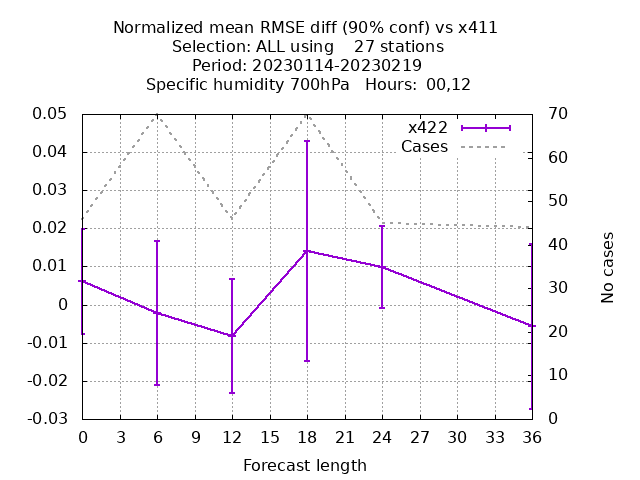 Normalized mean RMSE diff (90% conf) vs x411
Selection: ALL using 27 stations
Period: 20230114-20230219
Specific humidity 700hPa Hours: 00,12
0.05
0.04
0.03
0.02
0.01
0
-0.01
-0.02
-0.03
70
60
50
40
30
20
10
0
x422
Cases
No cases
0 3 6 9 12 15 18 21 24 27 30 33 36
Forecast length